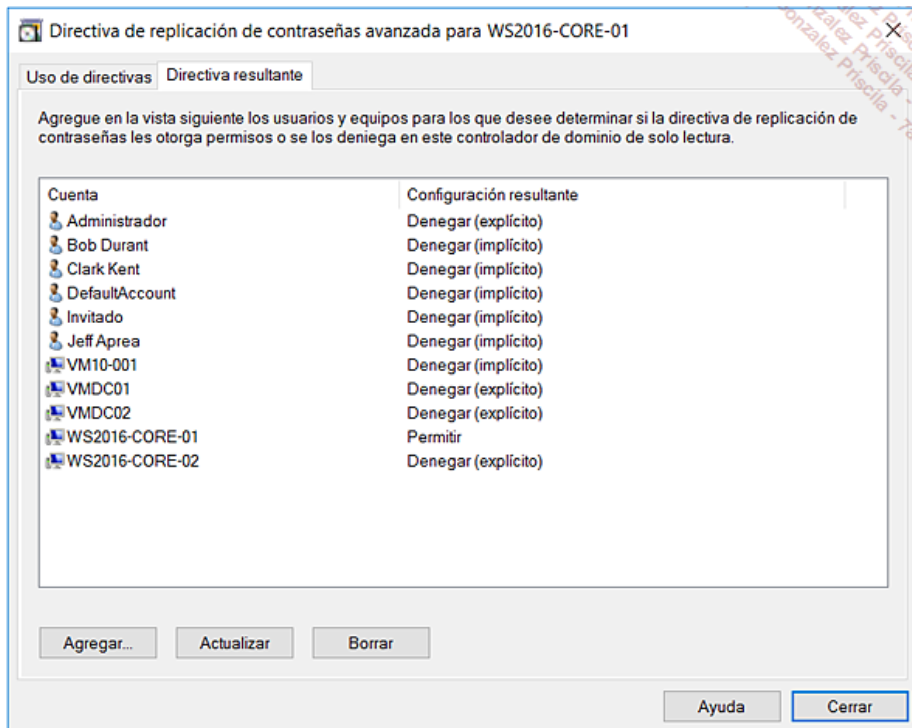 Directiva de replicación de contraseñas avanzada para WS2016-CORE-01
Uso de directivas Directiva resultante
Agregue en la vista siguiente los usuarios y equipos para los que desee determinar si la directiva de replicación de
contraseñas les otorga permisos o se los deniega en este controlador de dominio de solo lectura.
Cuenta Configuración resultante
Administrador Denegar (explícito)
Bob Durant Denegar (implícito)
Clark Kent Denegar (implícito)
DefaultAccount Denegar (implícito)
Invitado Denegar (implícito)
Jeff Aprea Denegar (implícito)
VM10-001 Denegar (implícito)
VMDC01 Denegar (explícito)
VMDC02 Denegar (explícito)
WS2016-CORE-01 Permitir
WS2016-CORE-02 Denegar (explícito)
Agregar... Actualizar Borrar
Ayuda Cerrar